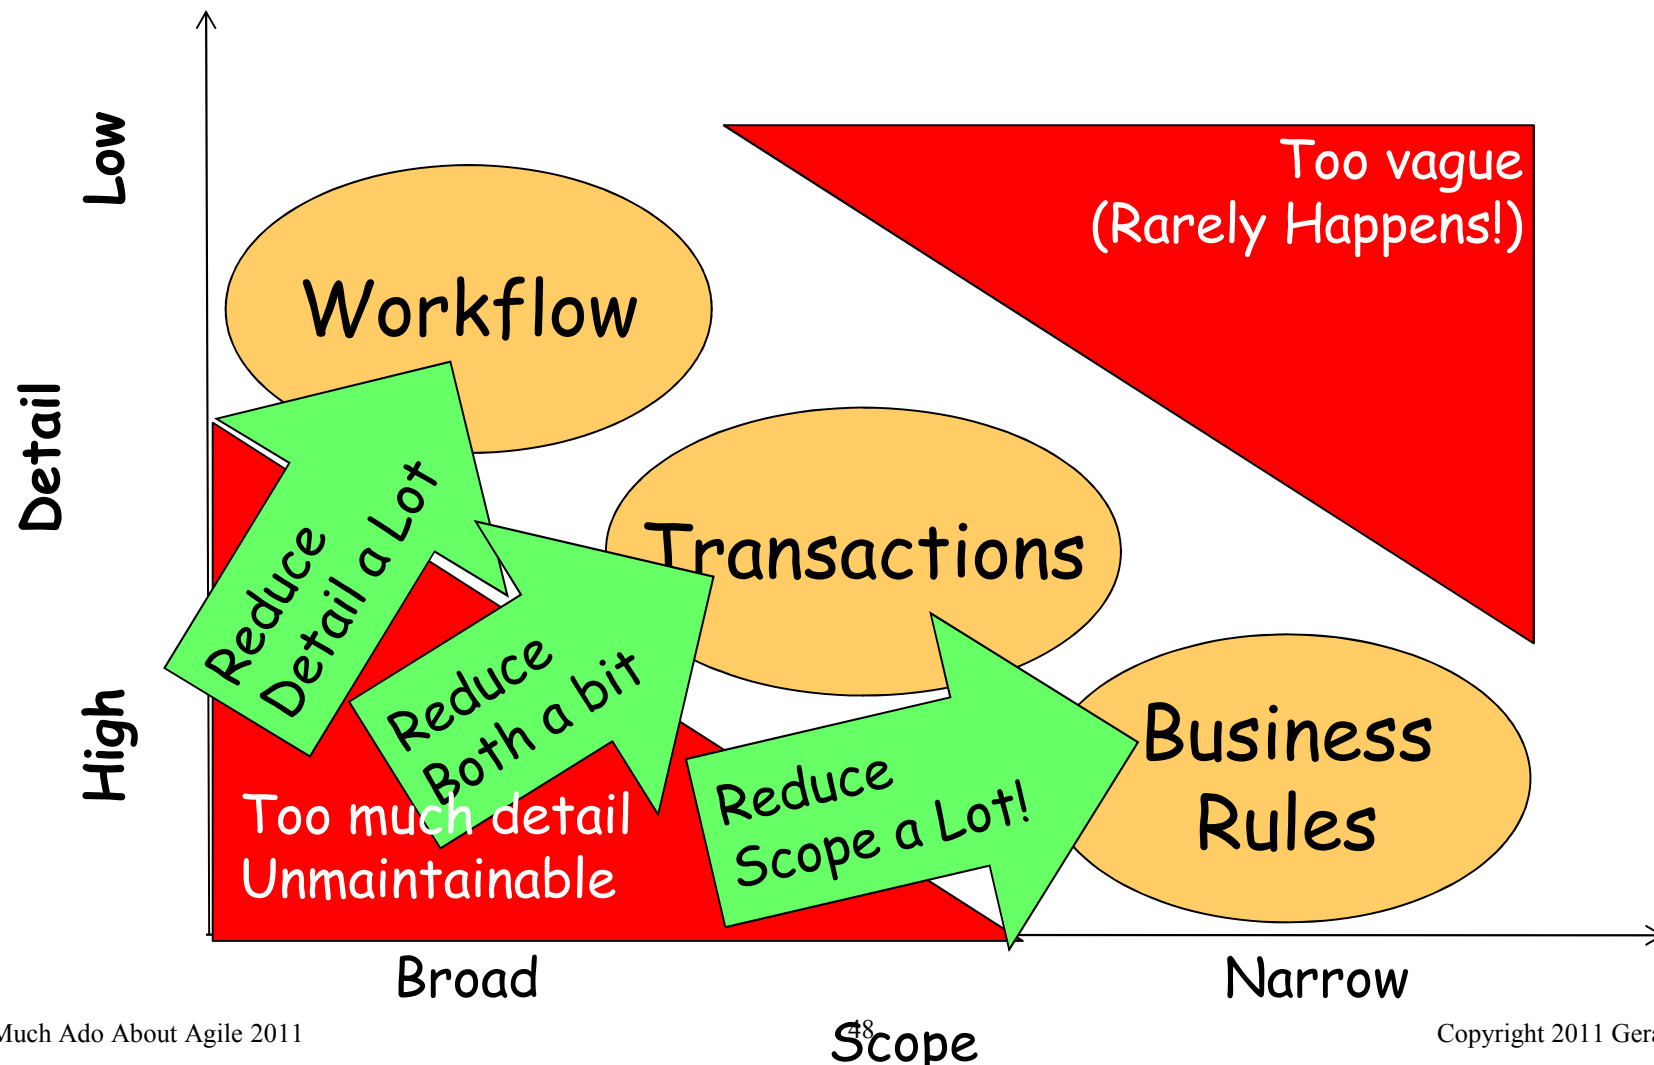 Low
Too vague
(Rarely Happens!)
Workflow
Detail
Transactions
Reduce
Detail a Lot
Reduce
Both a bit
High
Business
Rules
Reduce
Scope a Lot!
Too much detail
Unmaintainable
Broad
Narrow
Much Ado About Agile 2011
48
Scope
Copyright 2011